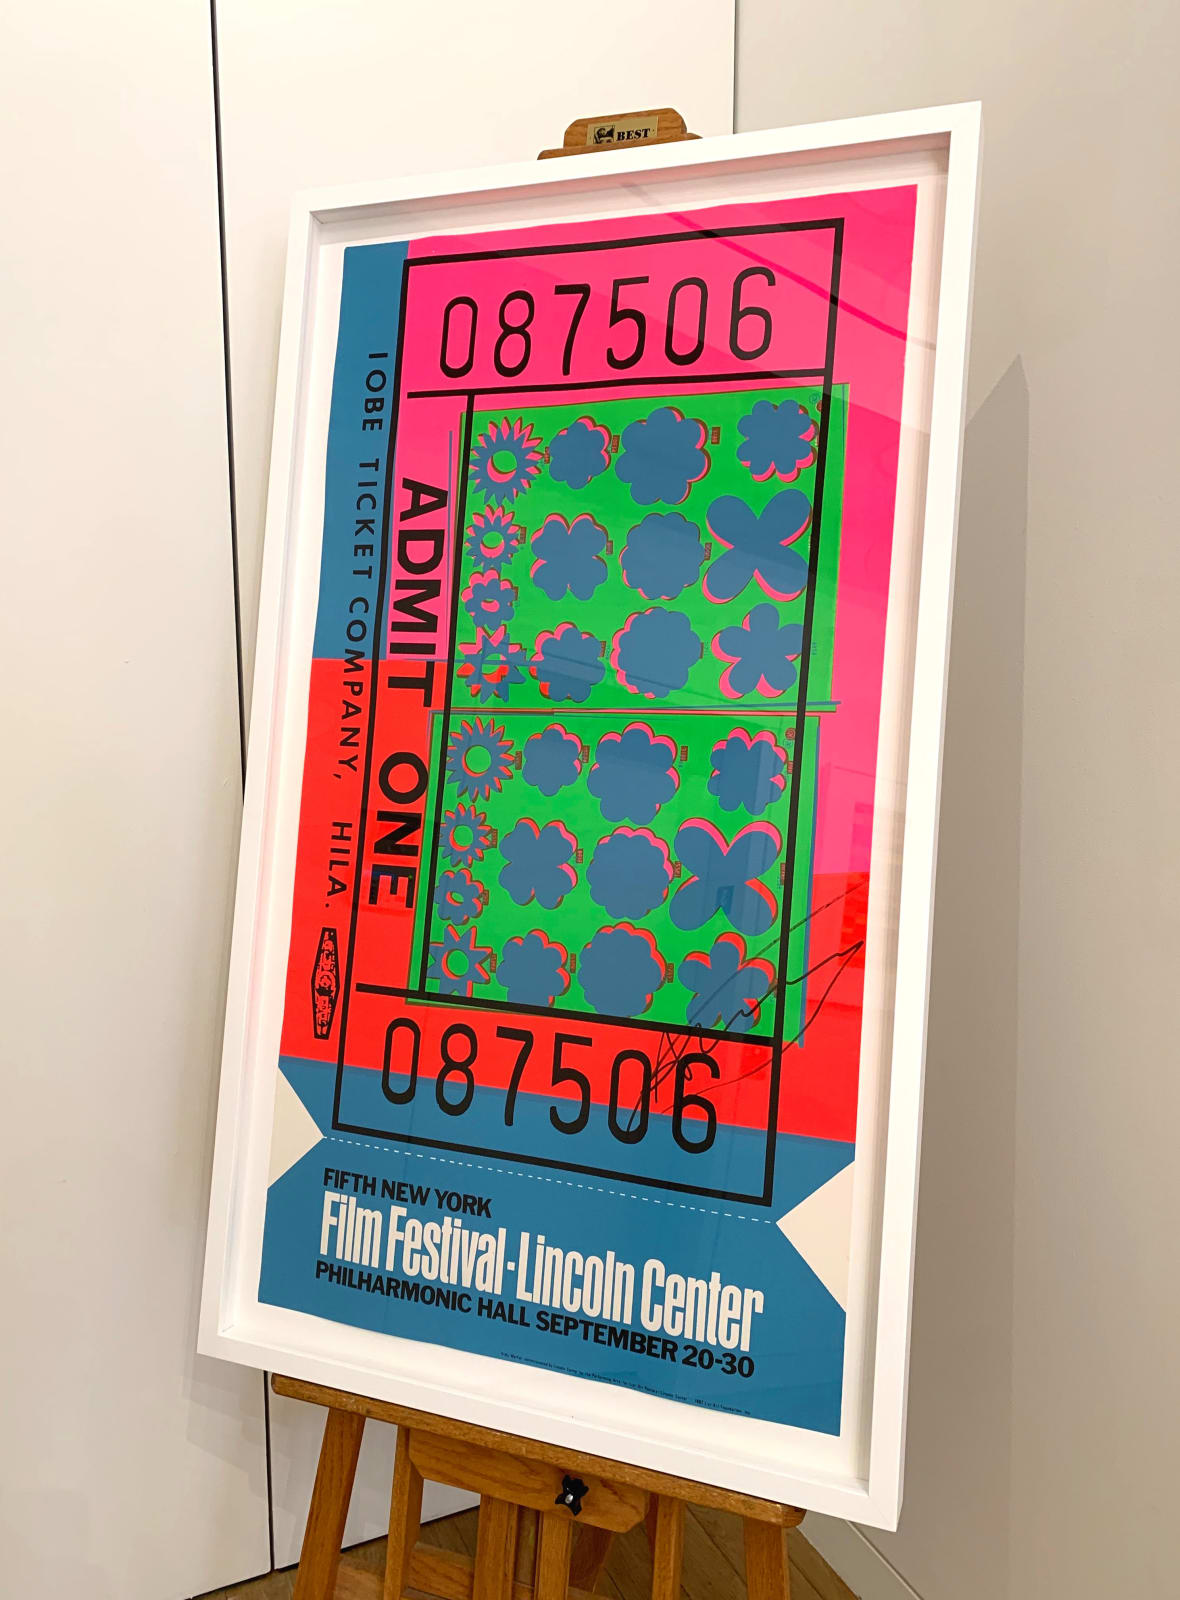 BEST
087506
IOBE TICKET COMPANY, HILA.
ADMIT ONE
087506
FIFTH NEW YORK
Film Festival-Lincoln Center
PHILHARMONIC HALL SEPTEMBER 20-30